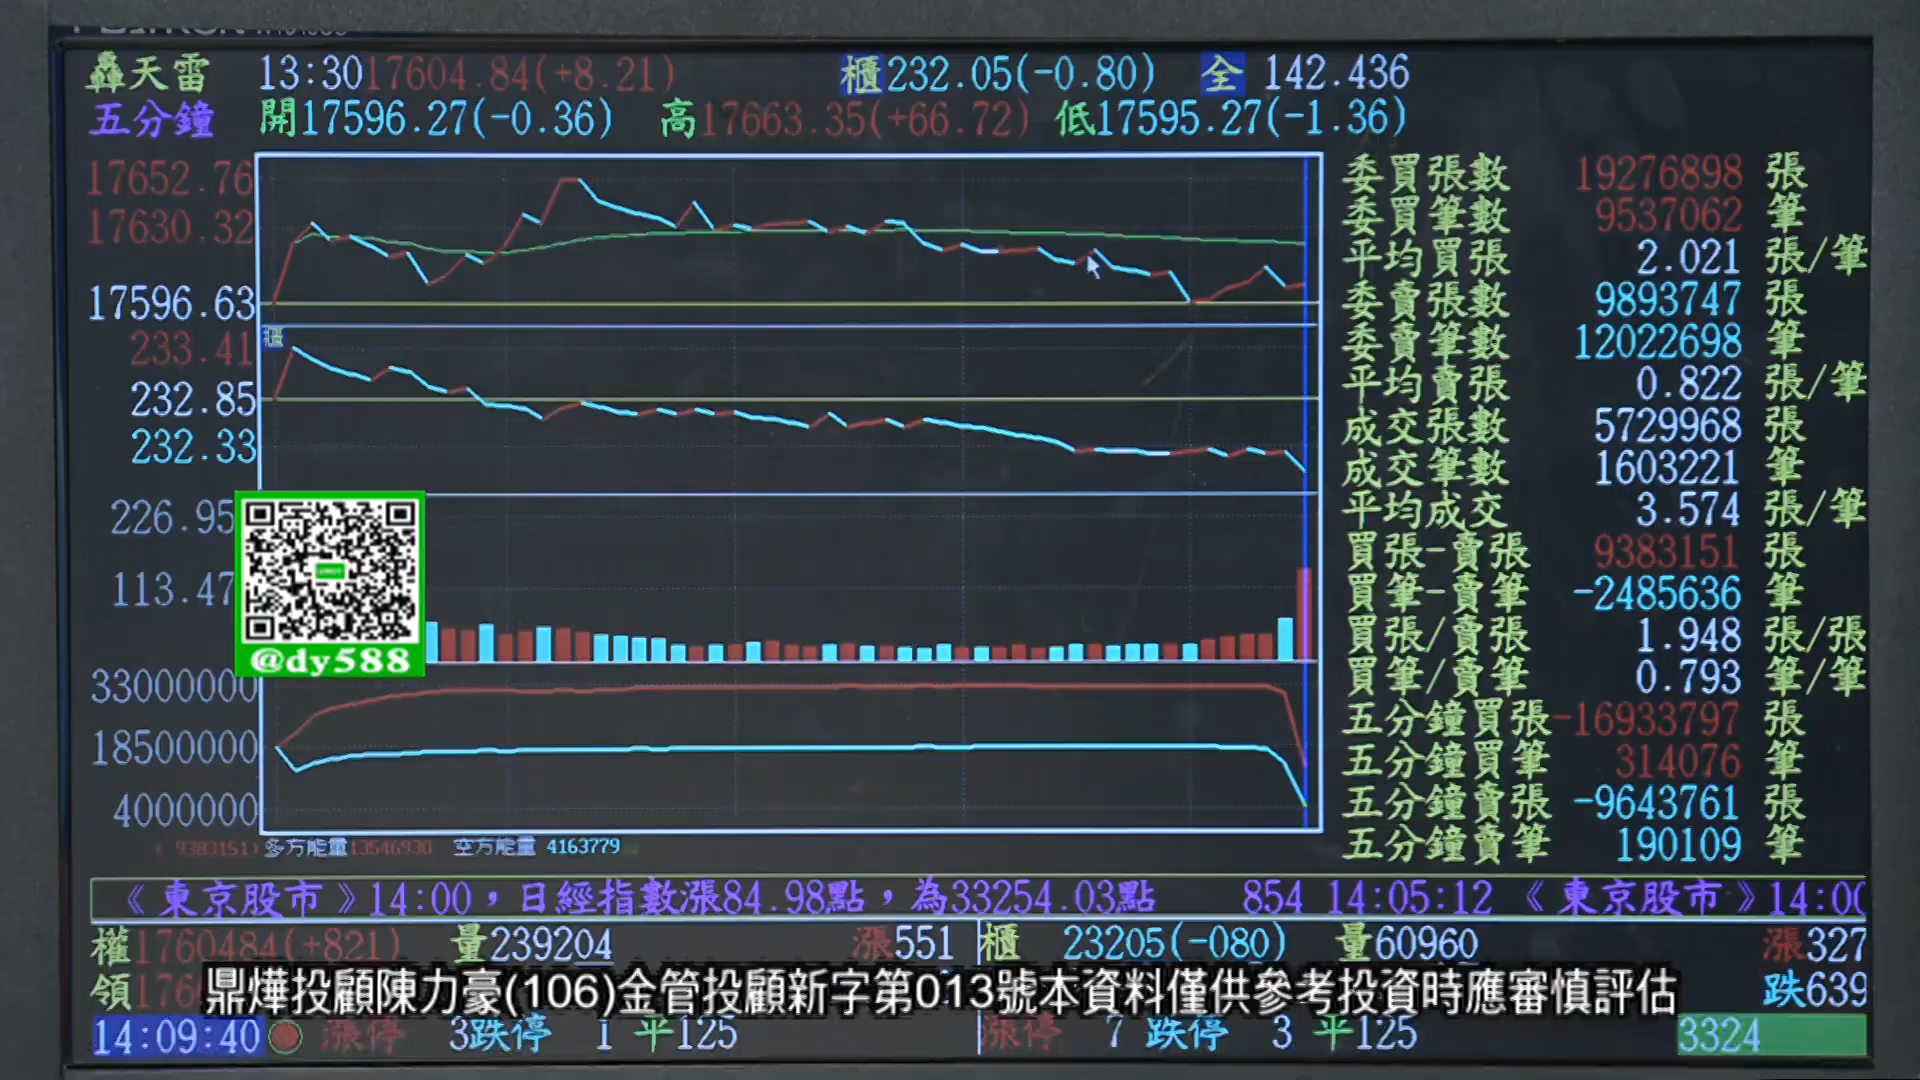 轟天雷 13:30 17604.84(+8.21) 櫃232.05(-0.80) 全 142.436
五分鐘 開17596.27(-0.36) 高17663.35(+66.72) 低17595.27(-1.36)
17652.76
17630.32
17596.63
櫃
233.41
232.85
232.33
226.95
113.47
@dy588
33000000
18500000
4000000
委買張數 19276898 張
委買筆數 9537062 筆
平均買張 2.021 張/筆
委賣張數 9893747 張
委賣筆數 12022698 筆
平均賣張 0.822 張/筆
成交張數 5729968 張
成交筆數 1603221 筆
平均成交 3.574 張/筆
買張-賣張 9383151 張
買筆-賣筆 -2485636 筆
買張/賣張 1.948 張/張
買筆/賣筆 0.793 筆/筆
五分鐘買張 -16933797 張
五分鐘買筆 314076 筆
五分鐘賣張 -9643761 張
五分鐘賣筆 190109 筆
( 9383151) 多方能量 13546930 空方能量 4163779
《東京股市》14:00，日經指數漲84.98點，為33254.03點 854 14:05:12 《東京股市》14:00
權1760484(+821) 量239204 漲551 櫃 23205(-080) 量60960 漲327
領176 跌639
鼎燁投顧陳力豪(106)金管投顧新字第013號本資料僅供參考投資時應審慎評估
14:09:40 漲停 3跌停 1 平125 漲停 7 跌停 3 平125 3324